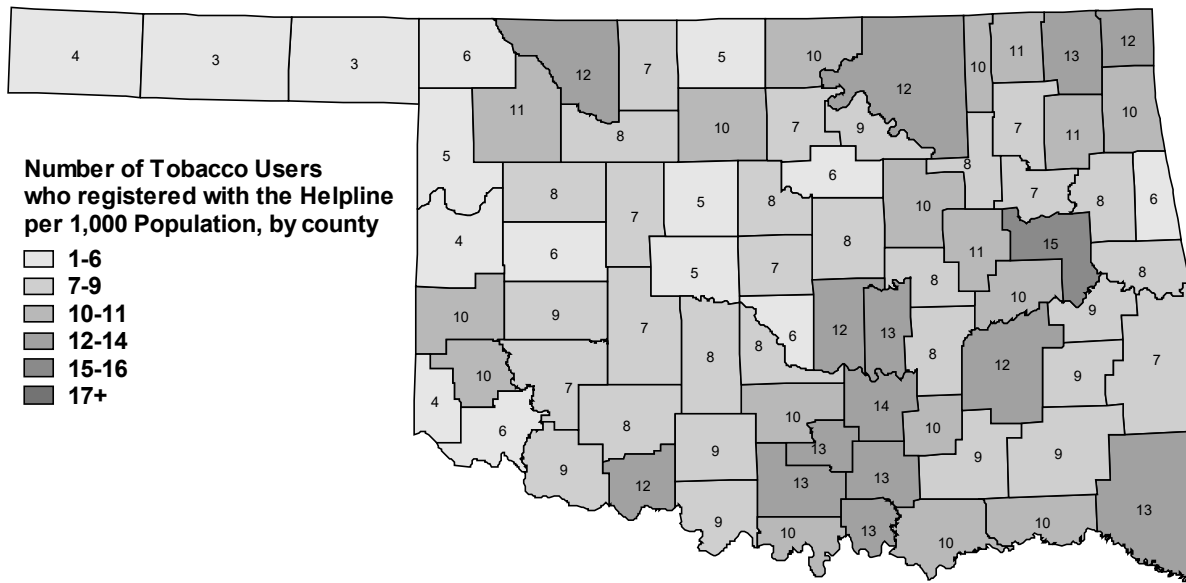 4 3 3 6 12 7 5 10 12 10 11 13 12
11 8 10 7 9 7 11 10
5 8 7 5 8 6 10 8 7 8 6
4 6 5 7 8 11 15 8
10 9 7 8 8 6 12 13 8 10 9 7
4 10 7 8 10 14 8 12 9
6 9 12 9 13 13 10 9 9
9 10 13 13 10 10 13
Number of Tobacco Users
who registered with the Helpline
per 1,000 Population, by county
1-6
7-9
10-11
12-14
15-16
17+